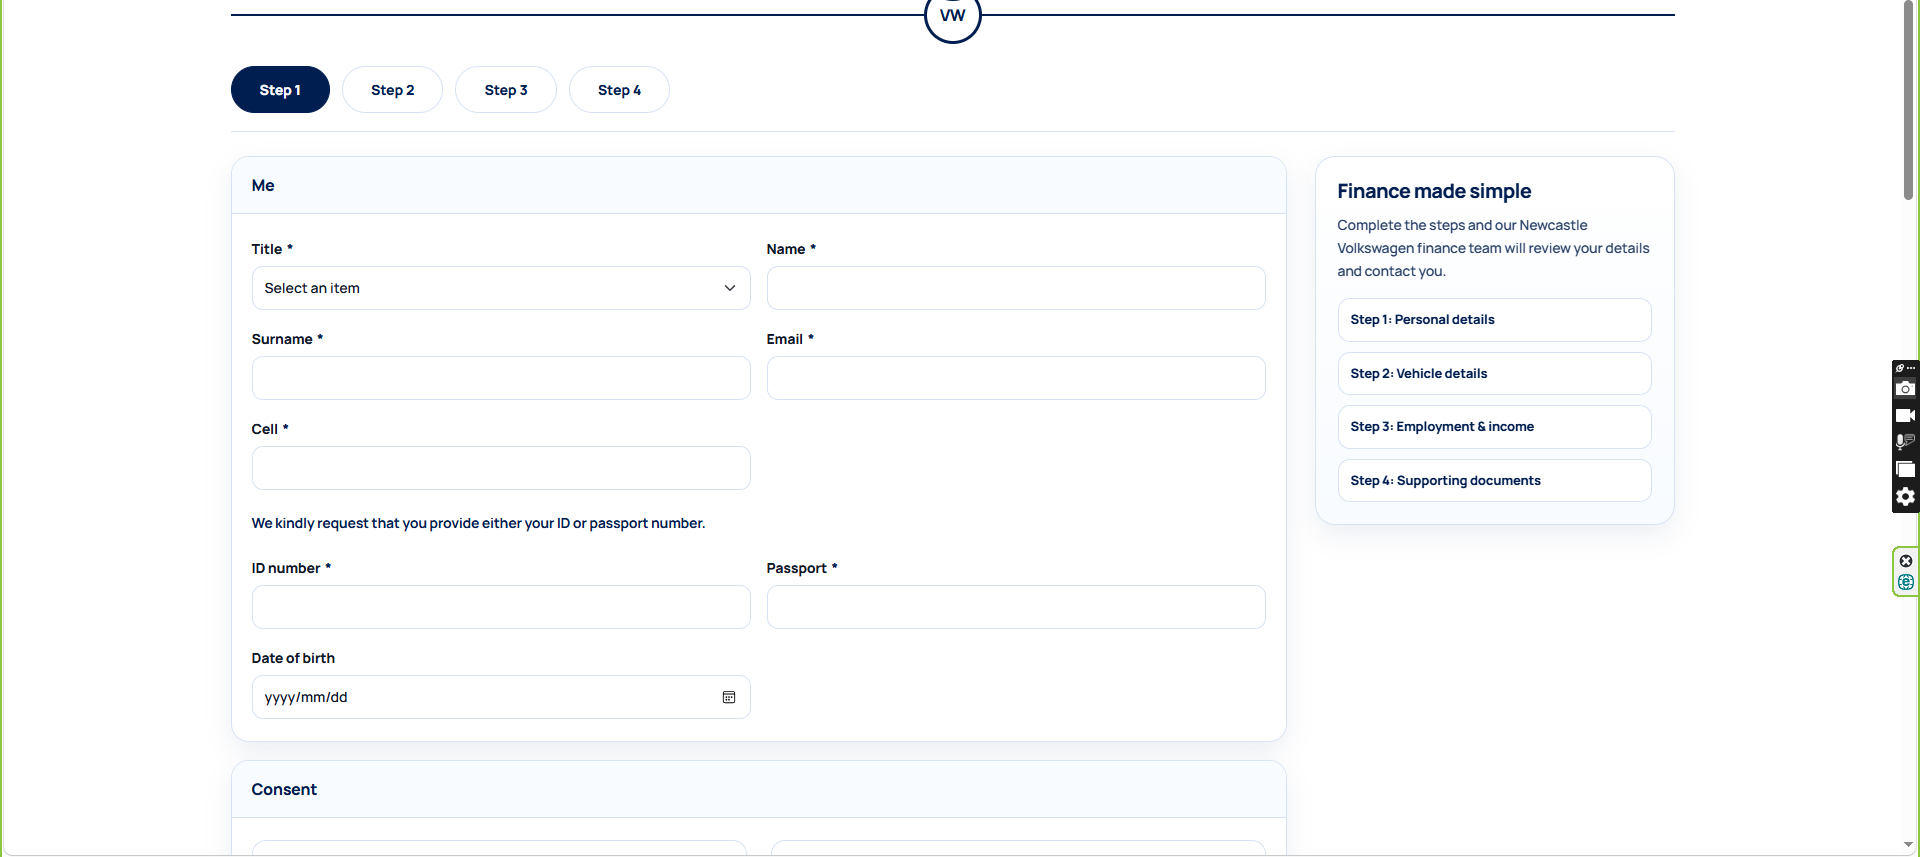 VW
Step 1
Step 2
Step 3
Step 4
Me
Title *
Name *
Select an item
Surname *
Email *
Cell *
We kindly request that you provide either your ID or passport number.
ID number *
Passport *
Date of birth
yyyy/mm/dd
Consent
Finance made simple
Complete the steps and our Newcastle
Volkswagen finance team will review your details
and contact you.
Step 1: Personal details
Step 2: Vehicle details
Step 3: Employment & income
Step 4: Supporting documents